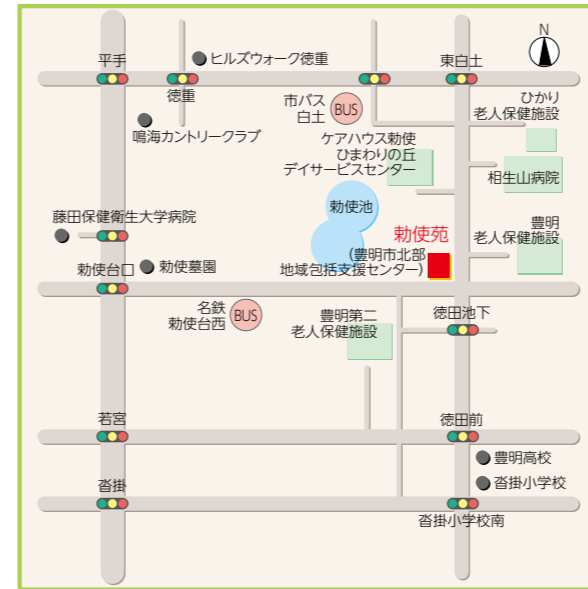 N
平手
ヒルズウォーク徳重
東白土
徳重
市バス
白土
BUS
ひかり
老人保健施設
鳴海カントリークラブ
ケアハウス勅使
ひまわりの丘
デイサービスセンター
相生山病院
勅使池
藤田保健衛生大学病院
勅使苑
(豊明市北部
地域包括支援センター)
豊明
老人保健施設
勅使台口
勅使墓園
名鉄
勅使台西
BUS
豊明第二
老人保健施設
徳田池下
若宮
徳田前
豊明高校
沓掛小学校
沓掛
沓掛小学校南